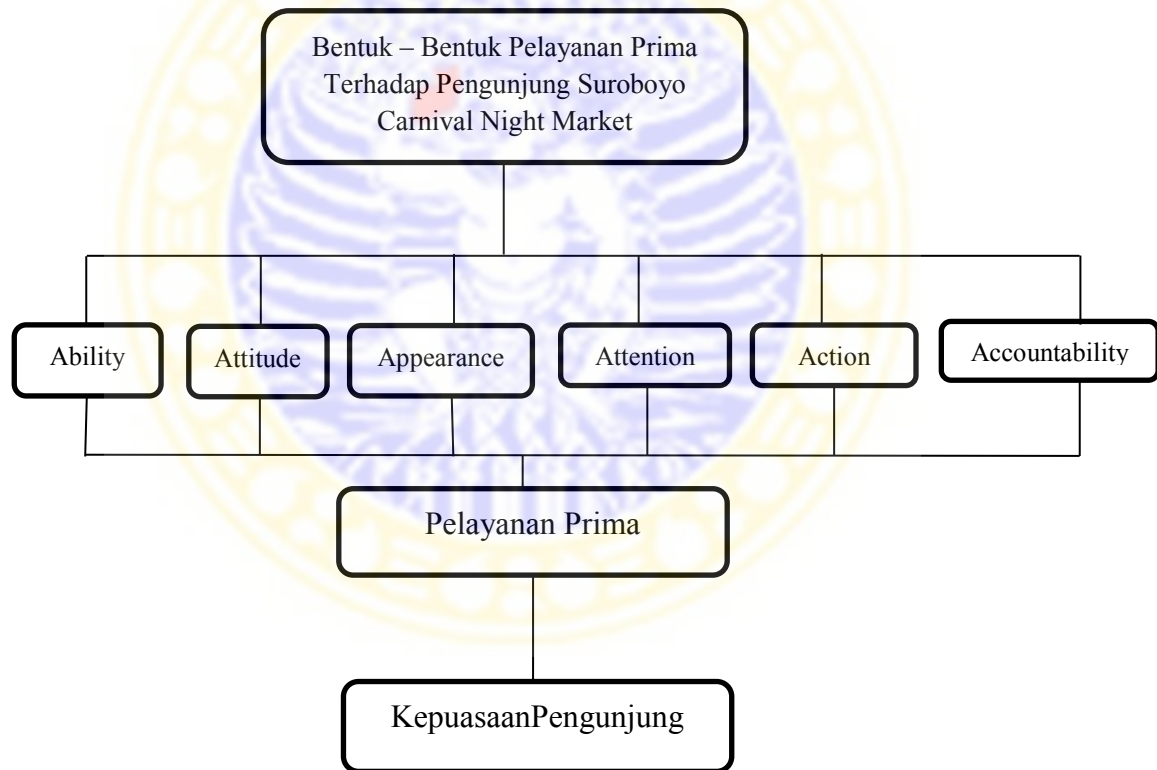 Bentuk – Bentuk Pelayanan Prima
Terhadap Pengunjung Suroboyo
Carnival Night Market
Ability
Attitude
Appearance
Attention
Action
Accountability
Pelayanan Prima
KepuasaanPengunjung